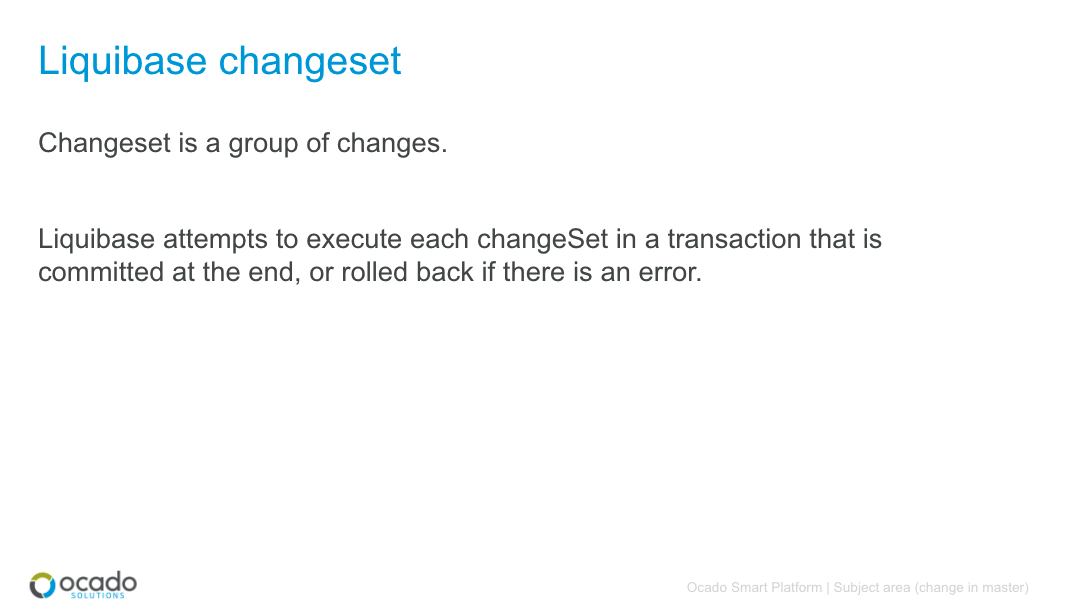 Liquibase changeset
Changeset is a group of changes.
Liquibase attempts to execute each changeSet in a transaction that is
committed at the end, or rolled back if there is an error.
ocado
SOLUTIONS
Ocado Smart Platform | Subject area (change in master)